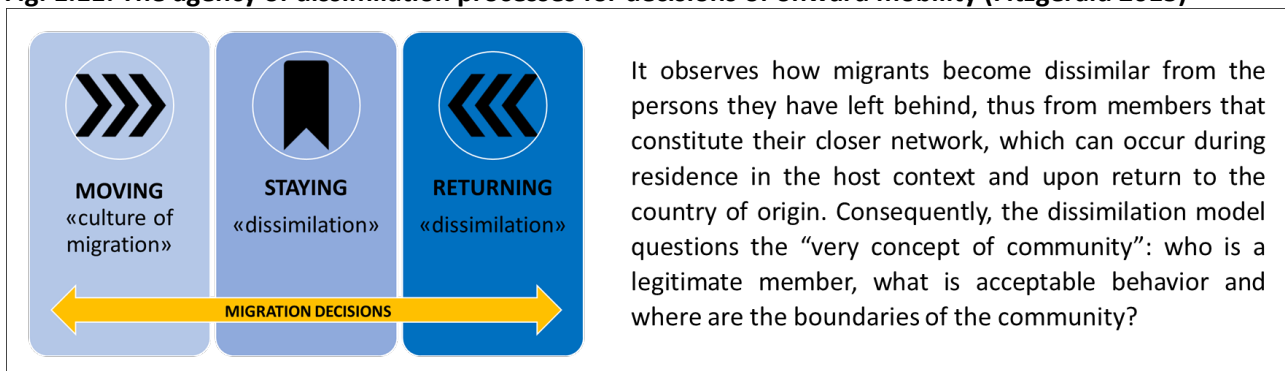 MOVING
«culture of
migration»
STAYING
«dissimilation»
RETURNING
«dissimilation»
MIGRATION DECISIONS
It observes how migrants become dissimilar from the
persons they have left behind, thus from members that
constitute their closer network, which can occur during
residence in the host context and upon return to the
country of origin. Consequently, the dissimilation model
questions the “very concept of community”: who is a
legitimate member, what is acceptable behavior and
where are the boundaries of the community?